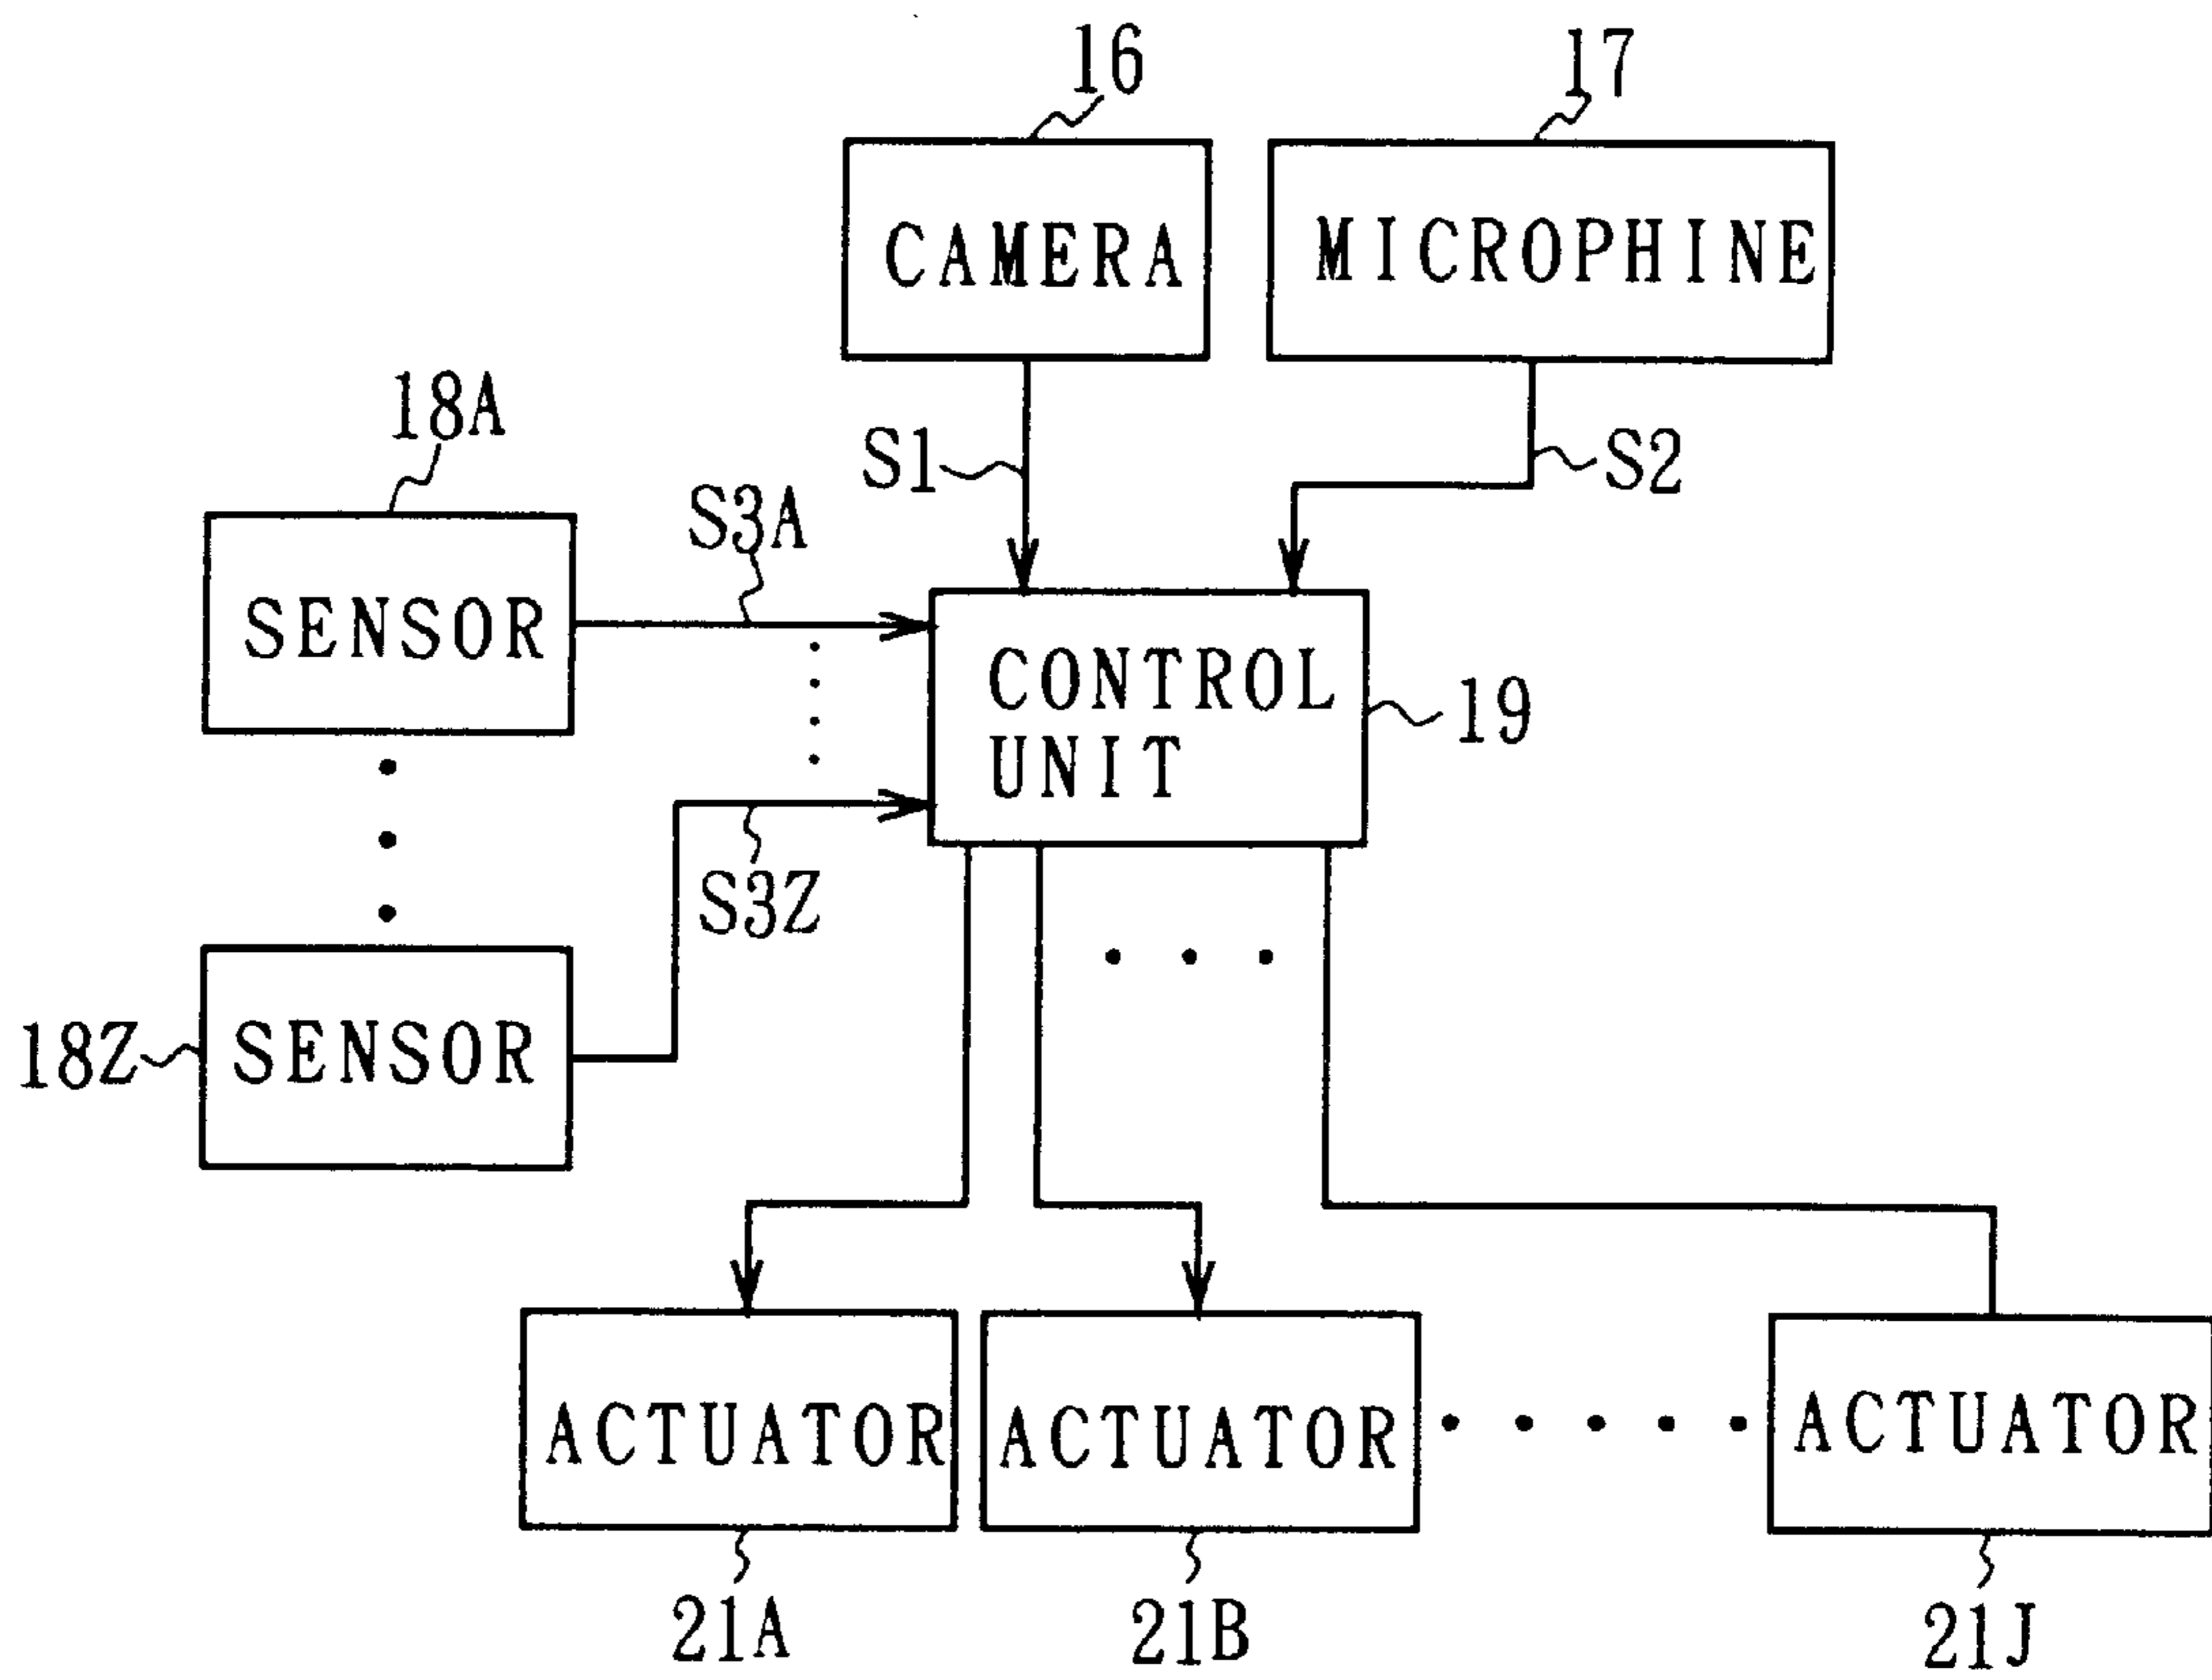 16
17
CAMERA
MICROPHINE
18A
S1
S2
S3A
SENSOR
CONTROL
UNIT
19
S3Z
18Z
SENSOR
ACTUATOR
ACTUATOR
ACTUATOR
21A
21B
21J